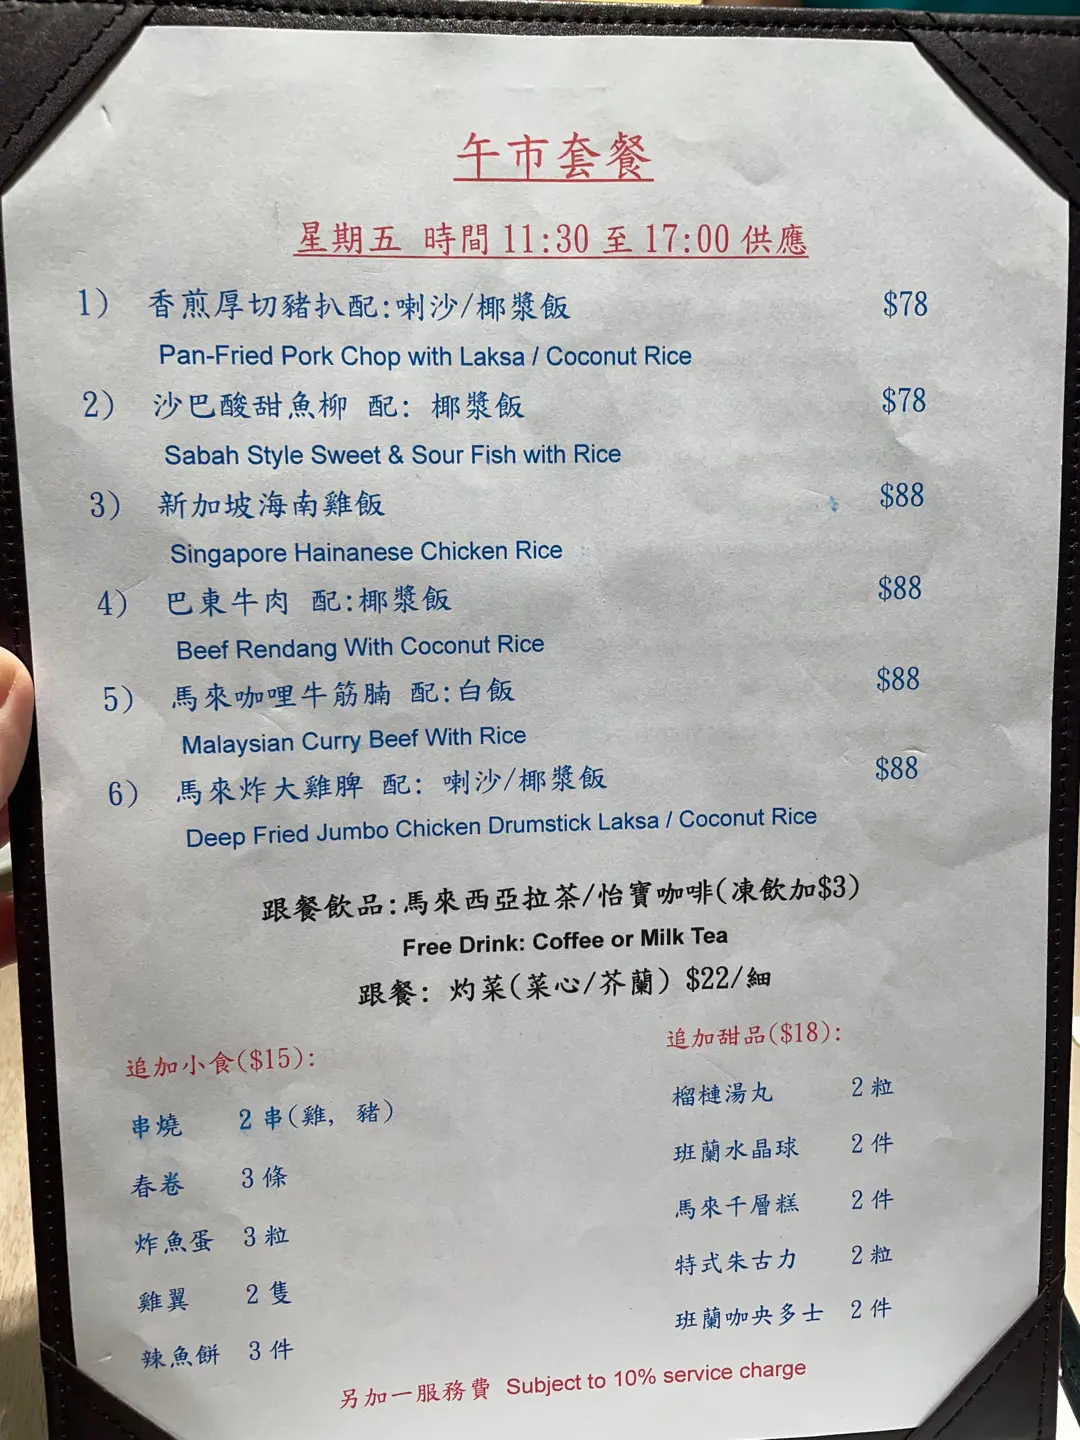 午市套餐
星期五 時間 11:30 至 17:00 供應
1) 香煎厚切豬扒配:喇沙/椰漿飯 $78
Pan-Fried Pork Chop with Laksa / Coconut Rice
2) 沙巴酸甜魚柳 配: 椰漿飯 $78
Sabah Style Sweet & Sour Fish with Rice
3) 新加坡海南雞飯 $88
Singapore Hainanese Chicken Rice
4) 巴東牛肉 配:椰漿飯 $88
Beef Rendang With Coconut Rice
5) 馬來咖哩牛筋腩 配:白飯 $88
Malaysian Curry Beef With Rice
6) 馬來炸大雞脾 配: 喇沙/椰漿飯 $88
Deep Fried Jumbo Chicken Drumstick Laksa / Coconut Rice
跟餐飲品:馬來西亞拉茶/怡寶咖啡(凍飲加$3)
Free Drink: Coffee or Milk Tea
跟餐: 灼菜(菜心/芥蘭) $22/細
追加小食($15):
串燒 2 串(雞, 豬)
春卷 3 條
炸魚蛋 3 粒
雞翼 2 隻
辣魚餅 3 件
追加甜品($18):
榴槤湯丸 2 粒
班蘭水晶球 2 件
馬來千層糕 2 件
特式朱古力 2 粒
班蘭咖央多士 2 件
另加一服務費 Subject to 10% service charge